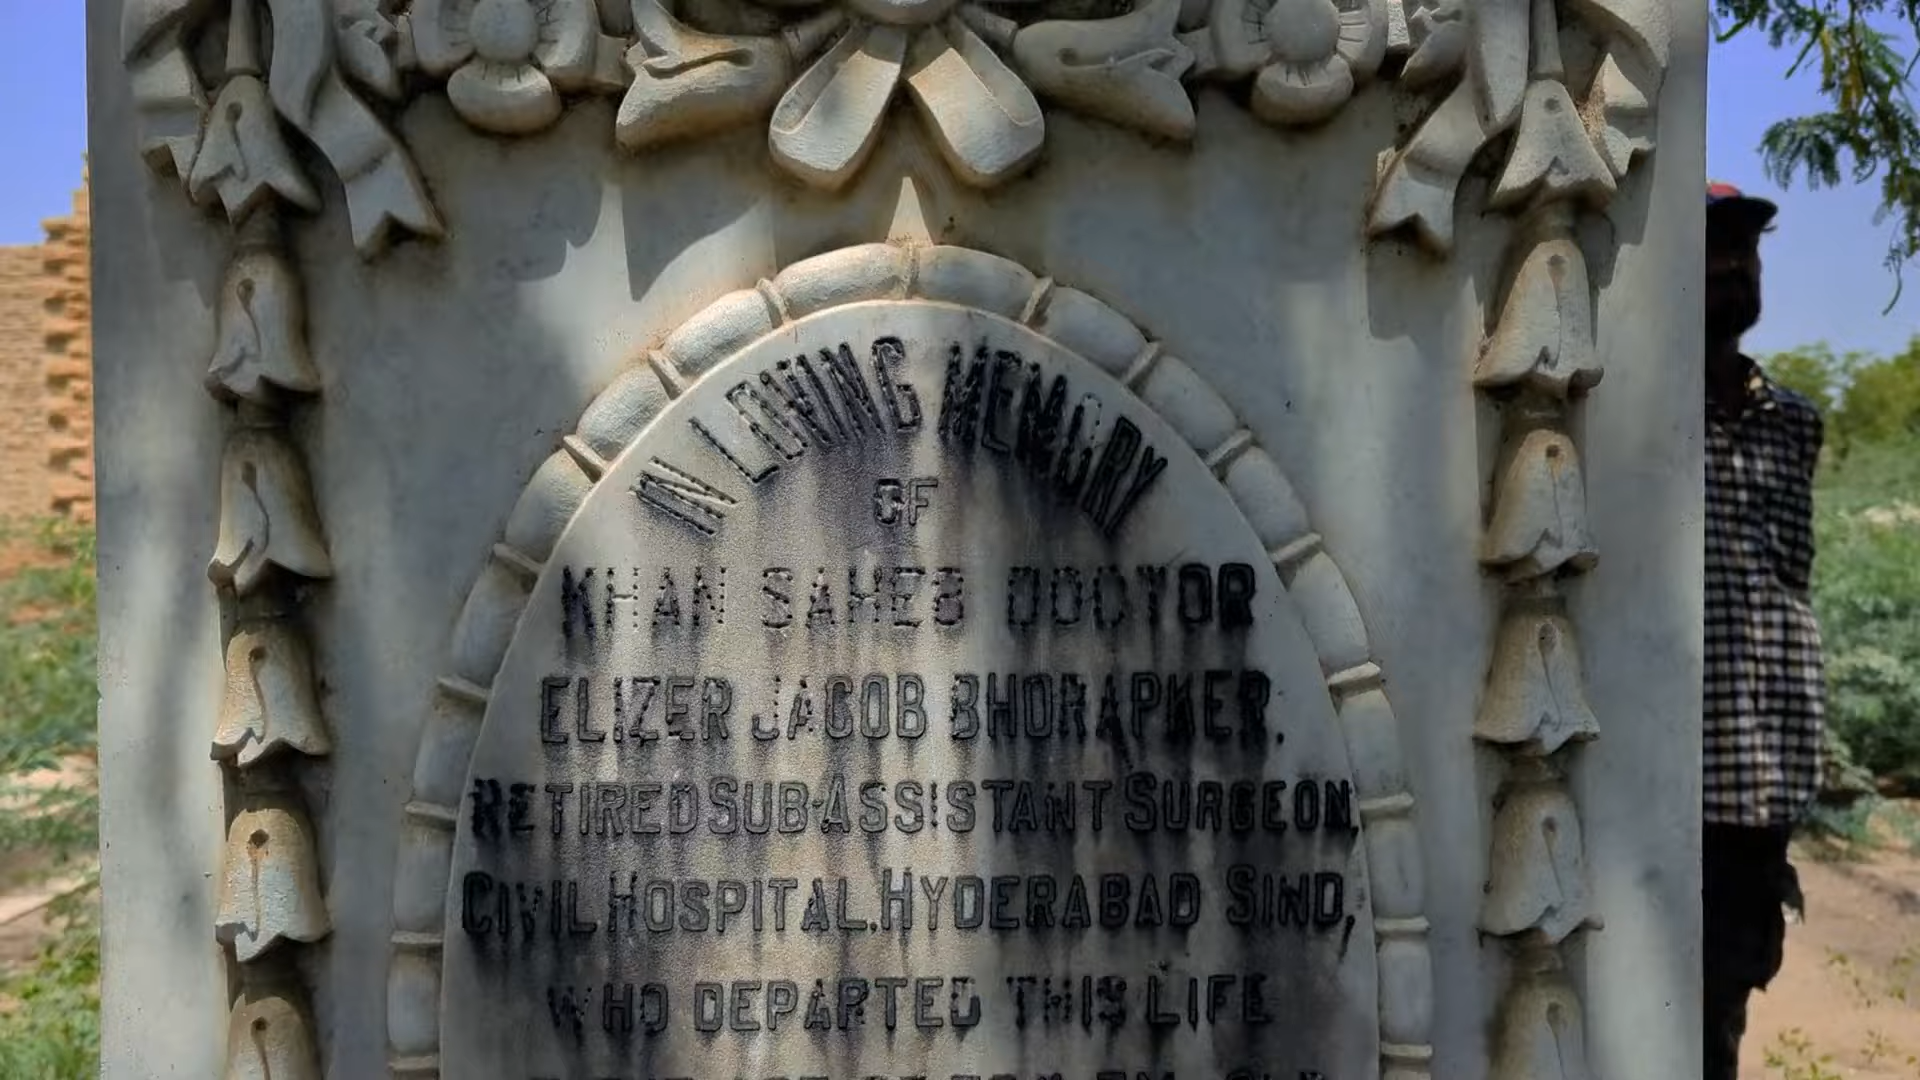 IN LOVING MEMORY
OF
KHAN SAHEB DOCTOR
ELIZER JACOB BHORAPKER.
RETIRED SUB-ASSISTANT SURGEON,
CIVIL HOSPITAL, HYDERABAD SIND,
WHO DEPARTED THIS LIFE